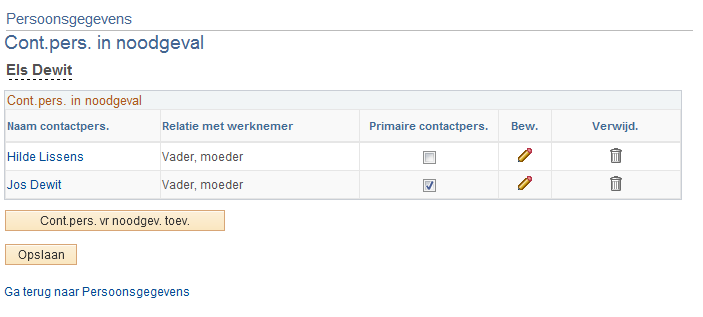 Persoonsgegevens
Cont.pers. in noodgeval
Els Dewit
Cont.pers. in noodgeval
Naam contactpers. Relatie met werknemer Primaire contactpers. Bew. Verwijd.
Hilde Lissens Vader, moeder
Jos Dewit Vader, moeder
Cont.pers. vr noodgev. toev.
Opslaan
Ga terug naar Persoonsgegevens